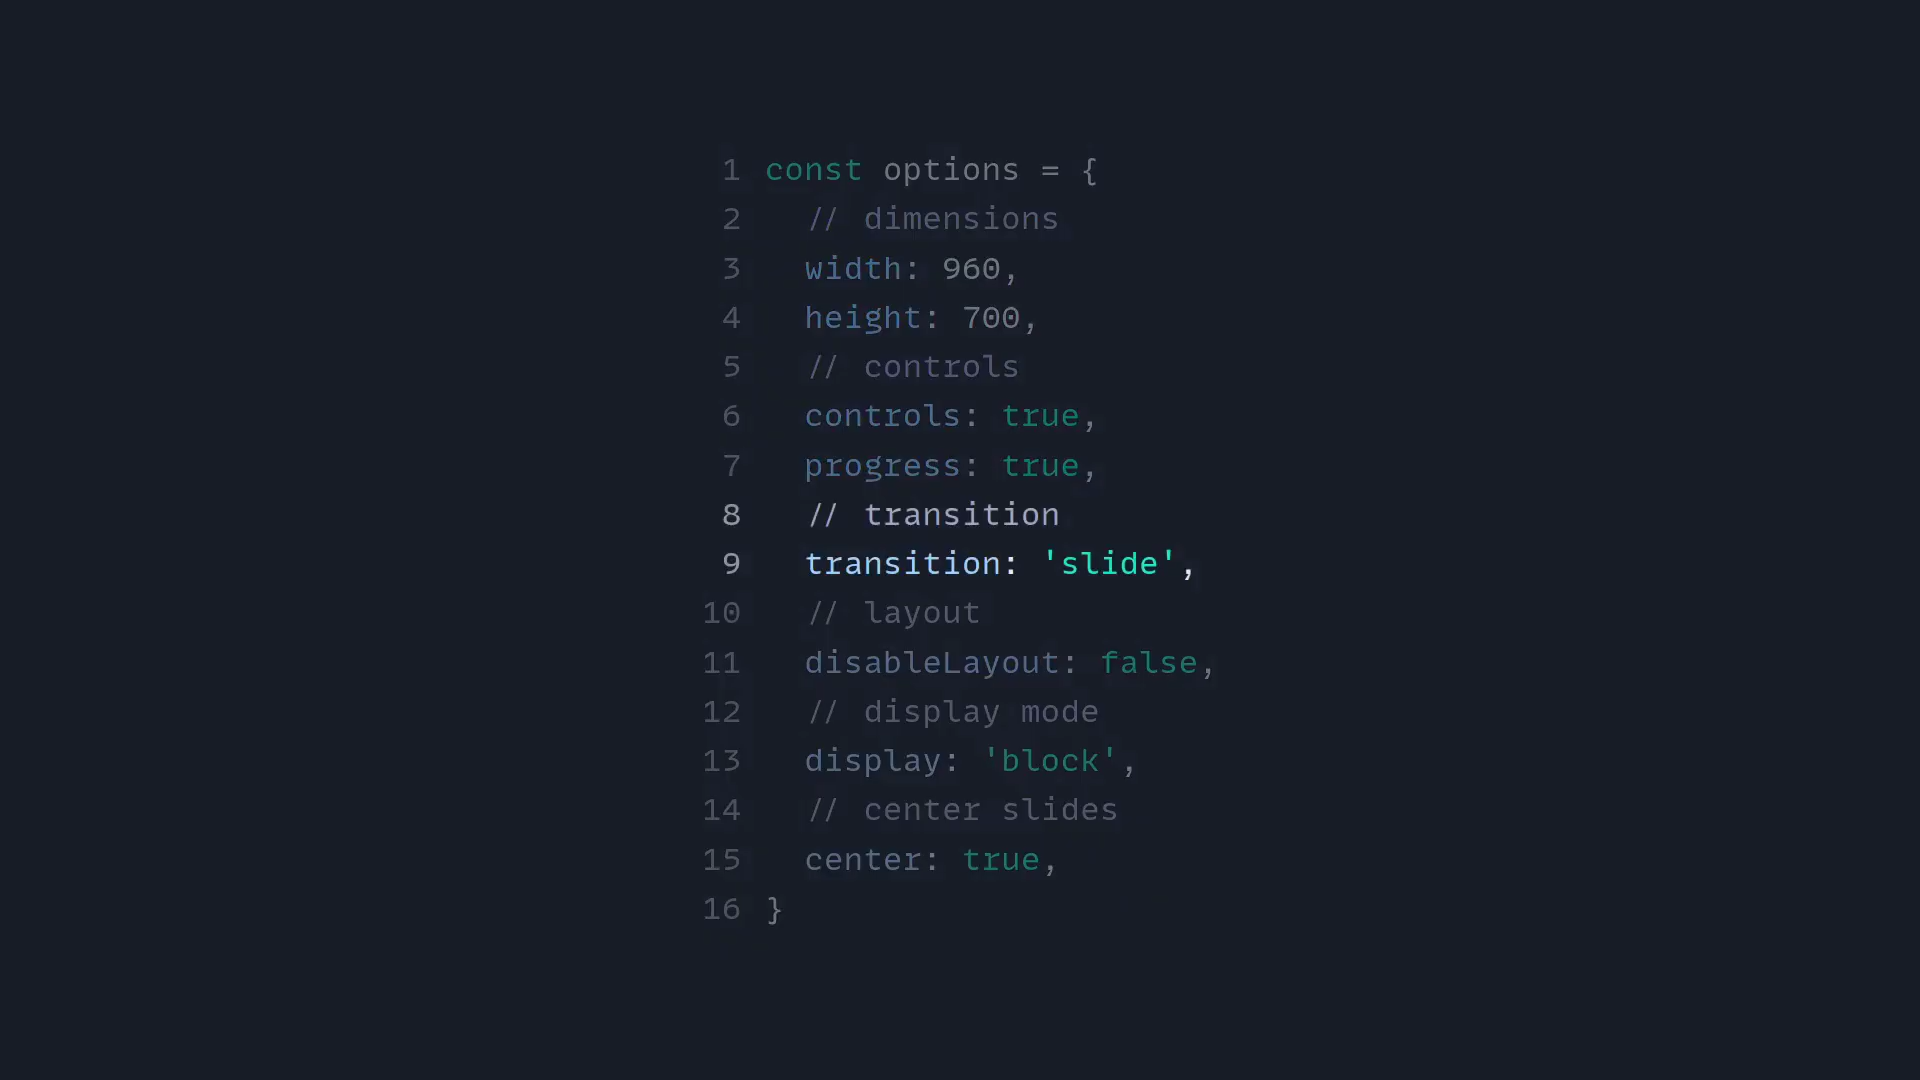 1 const options = {
2   // dimensions
3   width: 960,
4   height: 700,
5   // controls
6   controls: true,
7   progress: true,
8   // transition
9   transition: 'slide',
10   // layout
11   disableLayout: false,
12   // display mode
13   display: 'block',
14   // center slides
15   center: true,
16 }